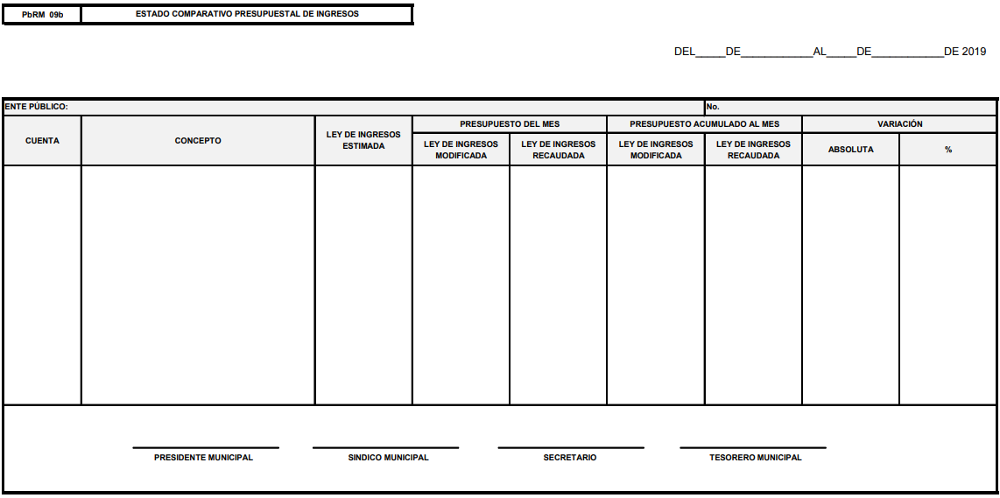 PbRM 09b ESTADO COMPARATIVO PRESUPUESTAL DE INGRESOS
DEL_____DE____________AL_____DE____________DE 2019
ENTE PÚBLICO: No.
CUENTA CONCEPTO LEY DE INGRESOS ESTIMADA PRESUPUESTO DEL MES PRESUPUESTO ACUMULADO AL MES VARIACIÓN
LEY DE INGRESOS MODIFICADA LEY DE INGRESOS RECAUDADA LEY DE INGRESOS MODIFICADA LEY DE INGRESOS RECAUDADA ABSOLUTA %
PRESIDENTE MUNICIPAL SINDICO MUNICIPAL SECRETARIO TESORERO MUNICIPAL